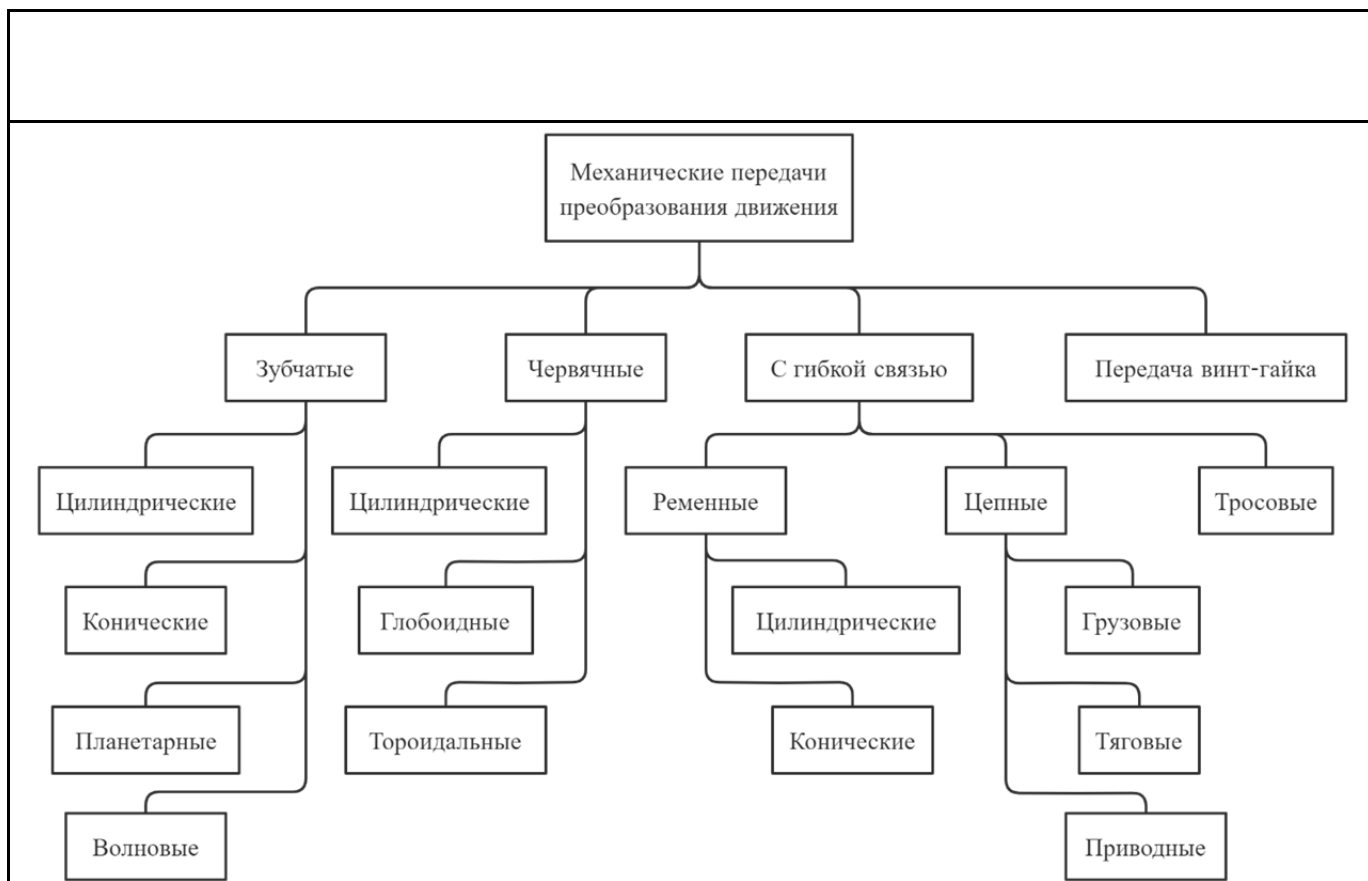 Механические передачи
преобразования движения
Зубчатые
Червячные
С гибкой связью
Передача винт-гайка
Цилиндрические
Цилиндрические
Ременные
Цепные
Тросовые
Конические
Глобоидные
Цилиндрические
Грузовые
Планетарные
Тороидальные
Конические
Тяговые
Волновые
Приводные